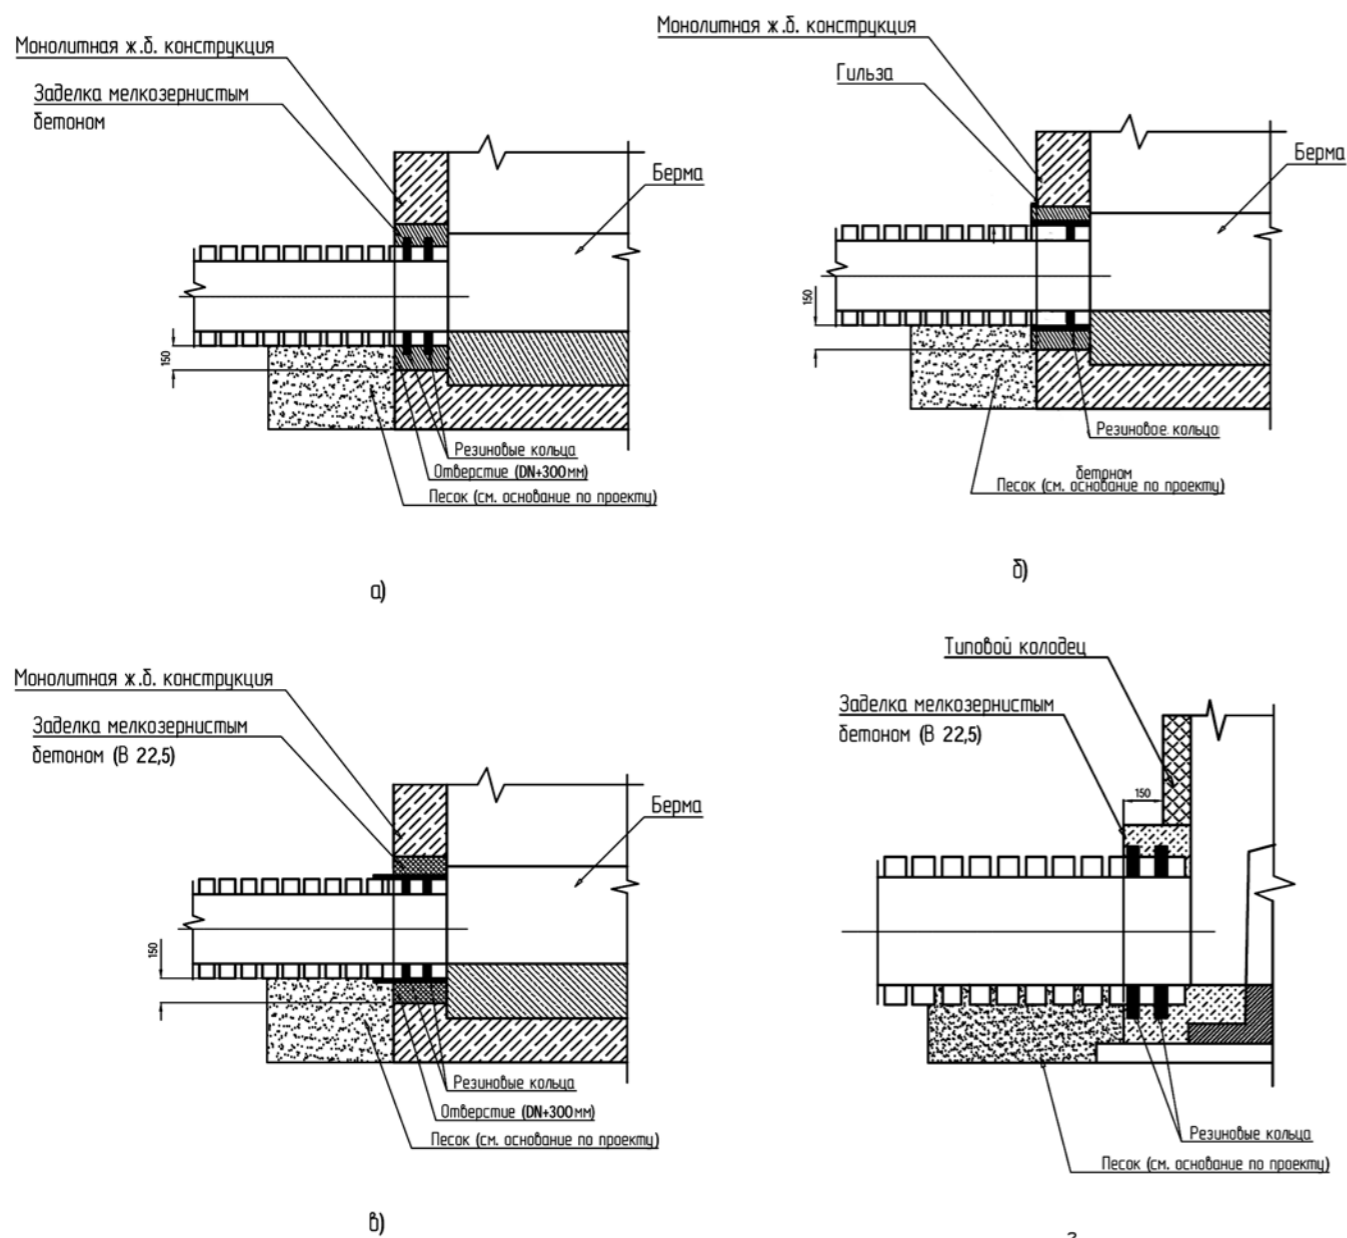 Монолитная ж.б. конструкция
Заделка мелкозернистым
бетоном
Берма
150
Резиновые кольца
Отверстие (DN+300мм)
Песок (см. основание по проекту)
а)
Монолитная ж.б. конструкция
Гильза
Берма
150
Резиновое кольцо
бетоном
Песок (см. основание по проекту)
б)
Монолитная ж.б. конструкция
Заделка мелкозернистым
бетоном (В 22,5)
Берма
150
Резиновые кольца
Отверстие (DN+300мм)
Песок (см. основание по проекту)
в)
Типовой колодец
Заделка мелкозернистым
бетоном (В 22,5)
150
Резиновые кольца
Песок (см. основание по проекту)